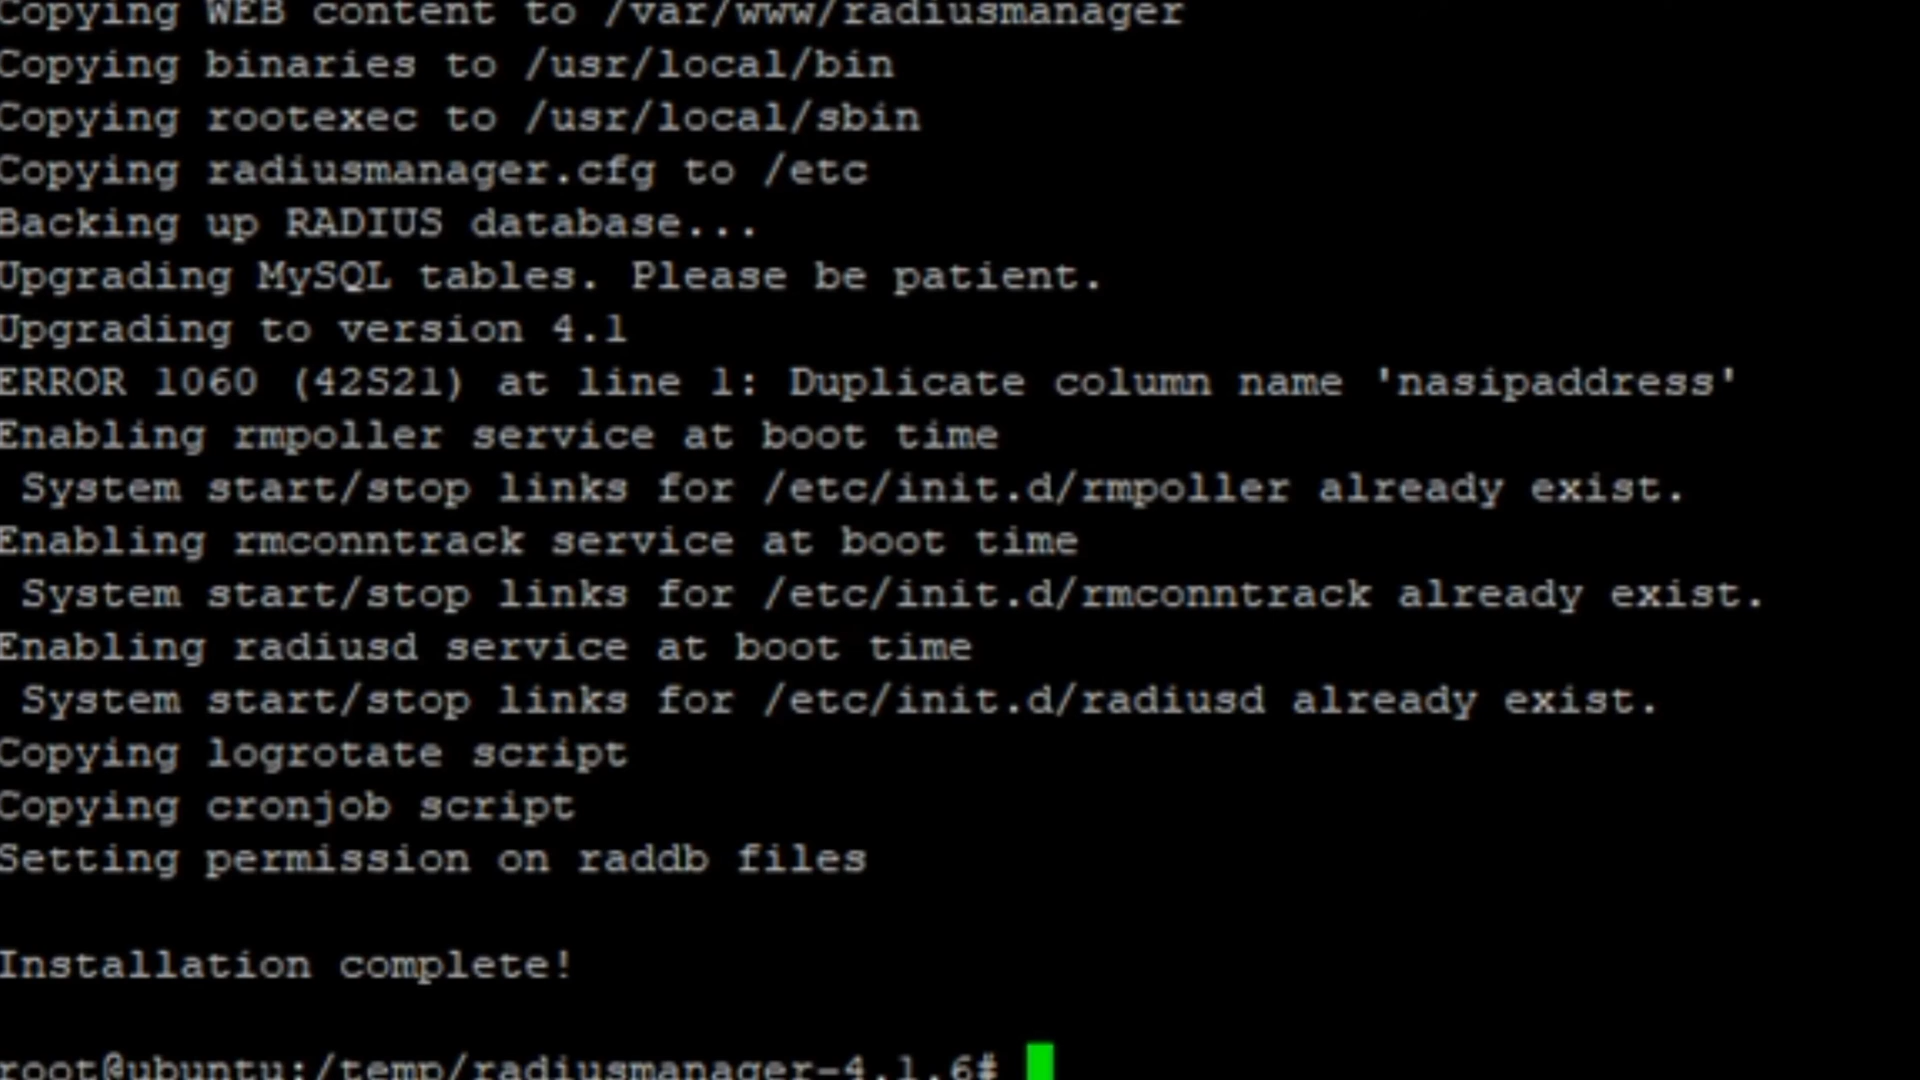 Copying WEB content to /var/www/radiusmanager
Copying binaries to /usr/local/bin
Copying rootexec to /usr/local/sbin
Copying radiusmanager.cfg to /etc
Backing up RADIUS database...
Upgrading MySQL tables. Please be patient.
Upgrading to version 4.1
ERROR 1060 (42S21) at line 1: Duplicate column name 'nasipaddress'
Enabling rmpoller service at boot time
 System start/stop links for /etc/init.d/rmpoller already exist.
Enabling rmconntrack service at boot time
 System start/stop links for /etc/init.d/rmconntrack already exist.
Enabling radiusd service at boot time
 System start/stop links for /etc/init.d/radiusd already exist.
Copying logrotate script
Copying cronjob script
Setting permission on raddb files
Installation complete!
root@ubuntu:/temp/radiusmanager-4.1.6#